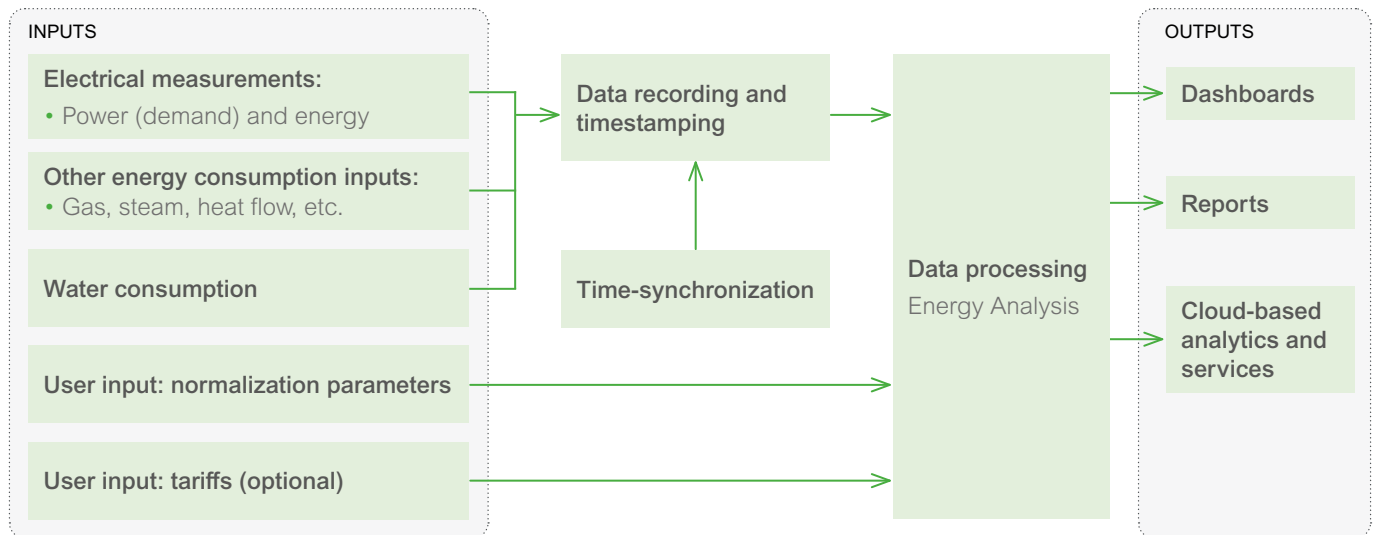 INPUTS
Electrical measurements:
• Power (demand) and energy
Other energy consumption inputs:
• Gas, steam, heat flow, etc.
Water consumption
User input: normalization parameters
User input: tariffs (optional)
Data recording and
timestamping
Time-synchronization
Data processing
Energy Analysis
OUTPUTS
Dashboards
Reports
Cloud-based
analytics and
services